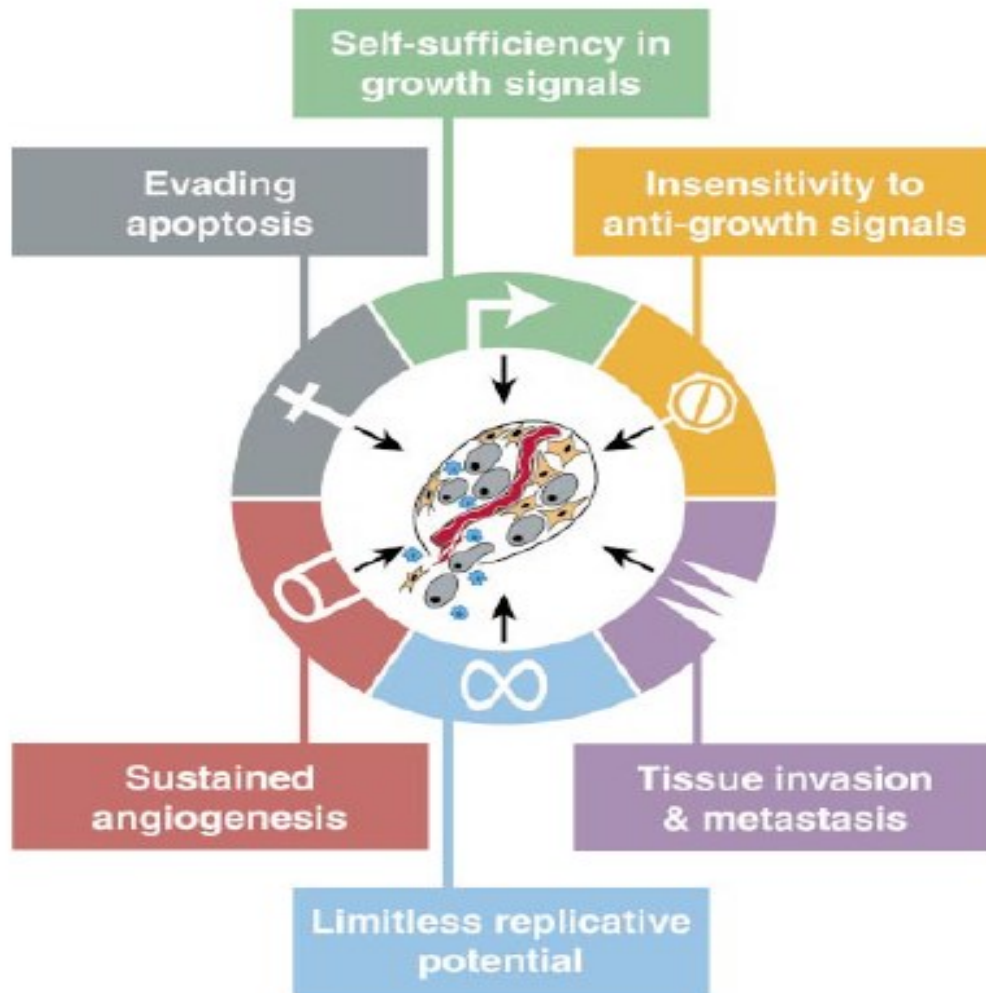 Self-sufficiency in
growth signals
Evading
apoptosis
Insensitivity to
anti-growth signals
Sustained
angiogenesis
Tissue invasion
& metastasis
Limitless replicative
potential